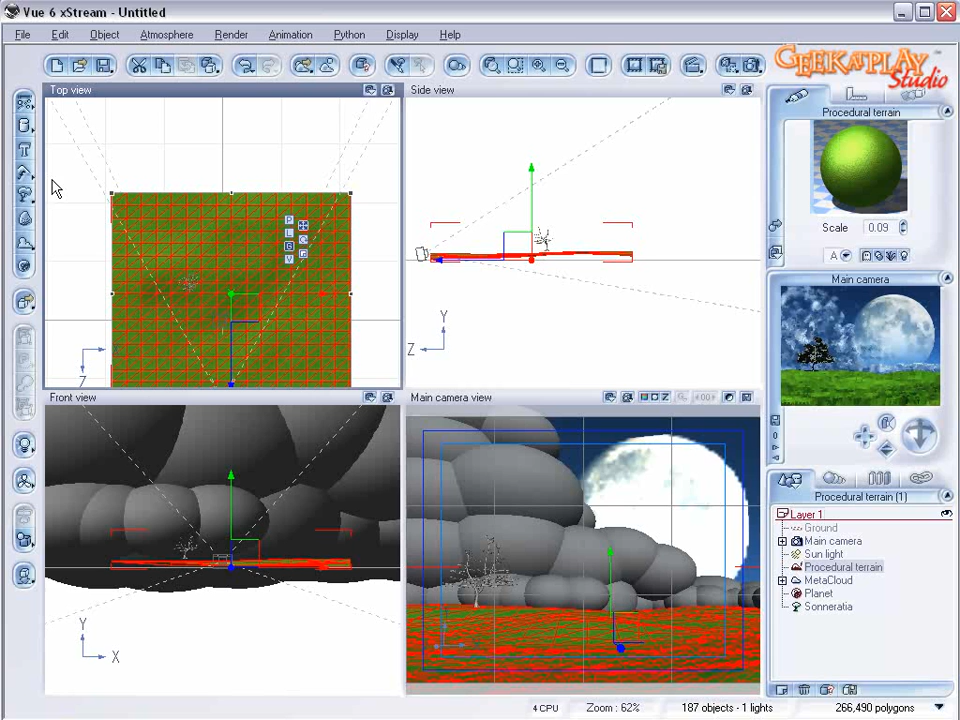 Vue 6 xStream - Untitled
File Edit Object Atmosphere Render Animation Python Display Help
GEEKATPLAY
Studio
Top view
Side view
Procedural terrain
P
L
G
V
Scale 0.09
A
Main camera
X
Z
Y
Z
Front view
Main camera view
Procedural terrain (1)
Layer 1
Ground
Main camera
Sun light
Procedural terrain
MetaCloud
Planet
Sonneratia
Y
X
4 CPU Zoom : 62% 187 objects - 1 lights 266,490 polygons